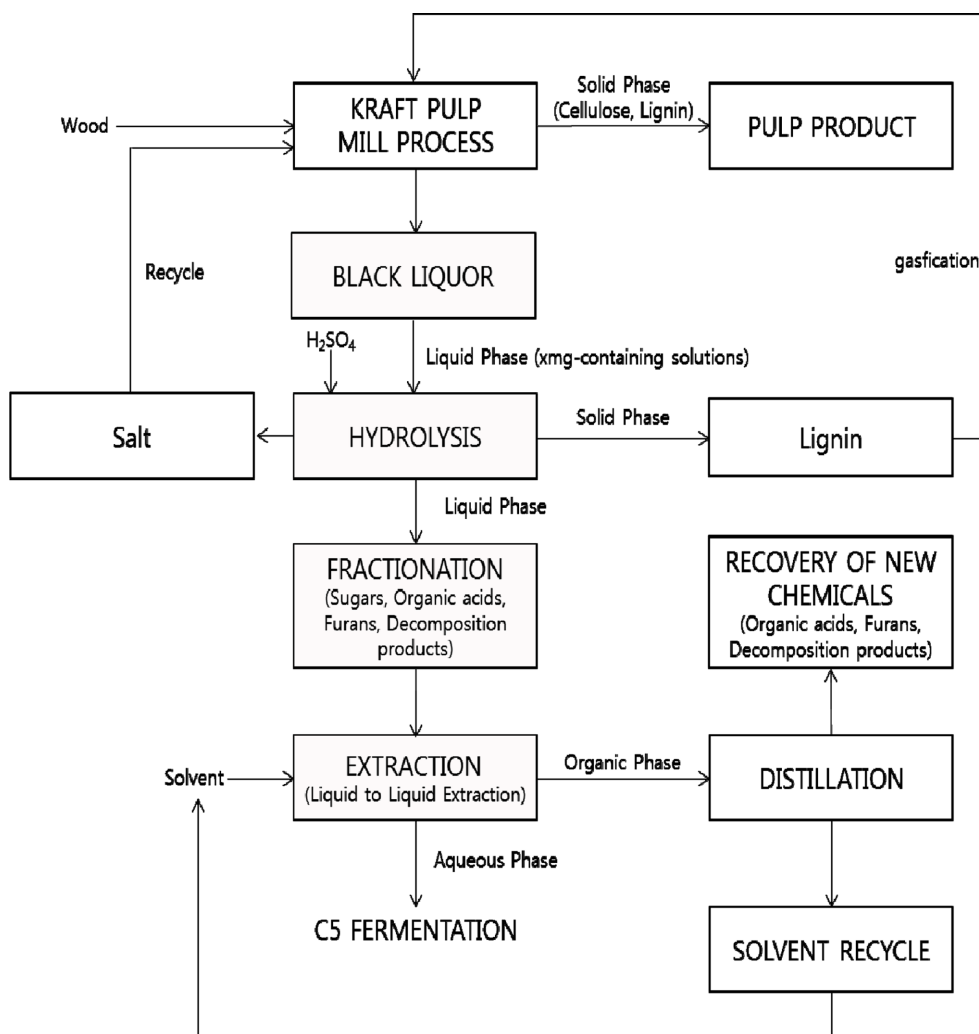 KRAFT PULP
MILL PROCESS
Solid Phase
(Cellulose, Lignin)
PULP PRODUCT
Wood
Recycle
BLACK LIQUOR
gasfication
H₂SO₄
Liquid Phase (xmg-containing solutions)
Salt
HYDROLYSIS
Solid Phase
Lignin
Liquid Phase
FRACTIONATION
(Sugars, Organic acids,
Furans, Decomposition
products)
RECOVERY OF NEW
CHEMICALS
(Organic acids, Furans,
Decomposition products)
Solvent
EXTRACTION
(Liquid to Liquid Extraction)
Organic Phase
DISTILLATION
Aqueous Phase
C5 FERMENTATION
SOLVENT RECYCLE